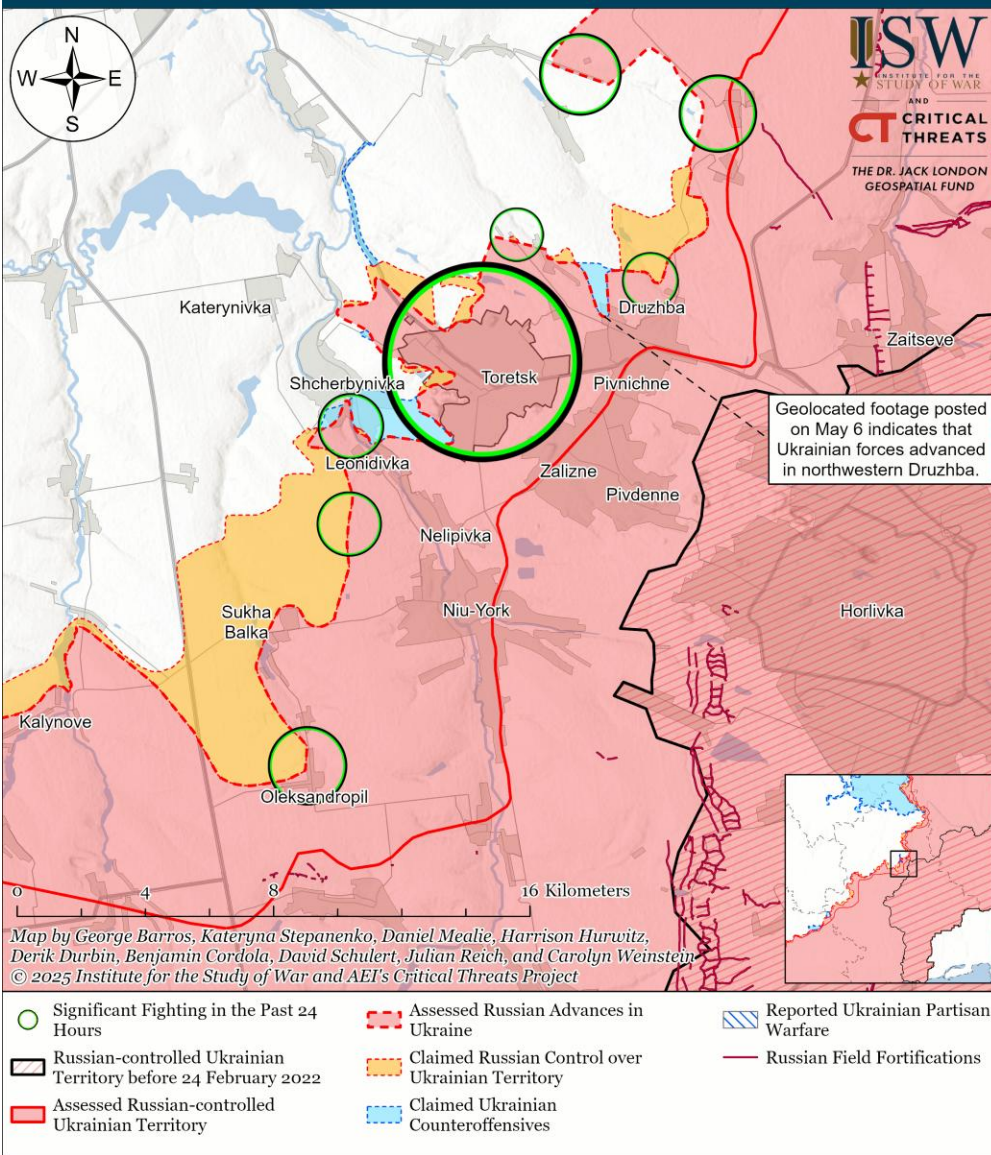 N
W E
S
ISW
INSTITUTE FOR THE
STUDY OF WAR
AND
CT CRITICAL
THREATS
THE DR. JACK LONDON
GEOSPATIAL FUND
Katerynivka
Druzhba
Zaitseve
Shcherbynivka
Toretsk
Pivnichne
Geolocated footage posted
on May 6 indicates that
Ukrainian forces advanced
in northwestern Druzhba.
Leonidivka
Zalizne
Pivdenne
Nelipivka
Sukha
Balka
Niu-York
Horlivka
Kalynove
Oleksandropil
0 4 8 16 Kilometers
Map by George Barros, Kateryna Stepanenko, Daniel Mealie, Harrison Hurwitz,
Derik Durbin, Benjamin Cordola, David Schulert, Julian Reich, and Carolyn Weinstein
© 2025 Institute for the Study of War and AEI's Critical Threats Project
Significant Fighting in the Past 24
Hours
Russian-controlled Ukrainian
Territory before 24 February 2022
Assessed Russian-controlled
Ukrainian Territory
Assessed Russian Advances in
Ukraine
Claimed Russian Control over
Ukrainian Territory
Claimed Ukrainian
Counteroffensives
Reported Ukrainian Partisan
Warfare
Russian Field Fortifications